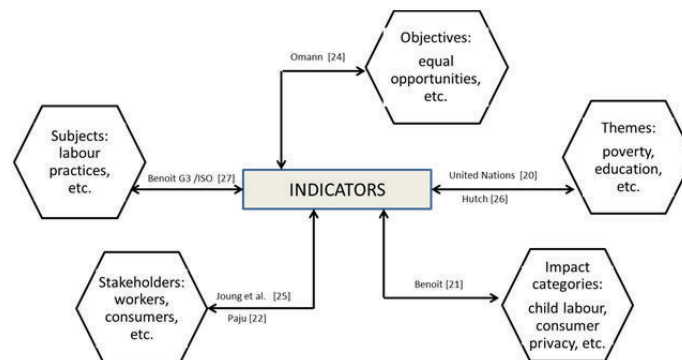 Objectives:
equal
opportunities,
etc.
Omann [24]
Subjects:
labour
practices,
etc.
Benoit G3 /ISO [27]
INDICATORS
United Nations [20]
Hutch [26]
Themes:
poverty,
education,
etc.
Stakeholders:
workers,
consumers,
etc.
Joung et al. [25]
Paju [22]
Benoit [21]
Impact
categories:
child labour,
consumer
privacy, etc.